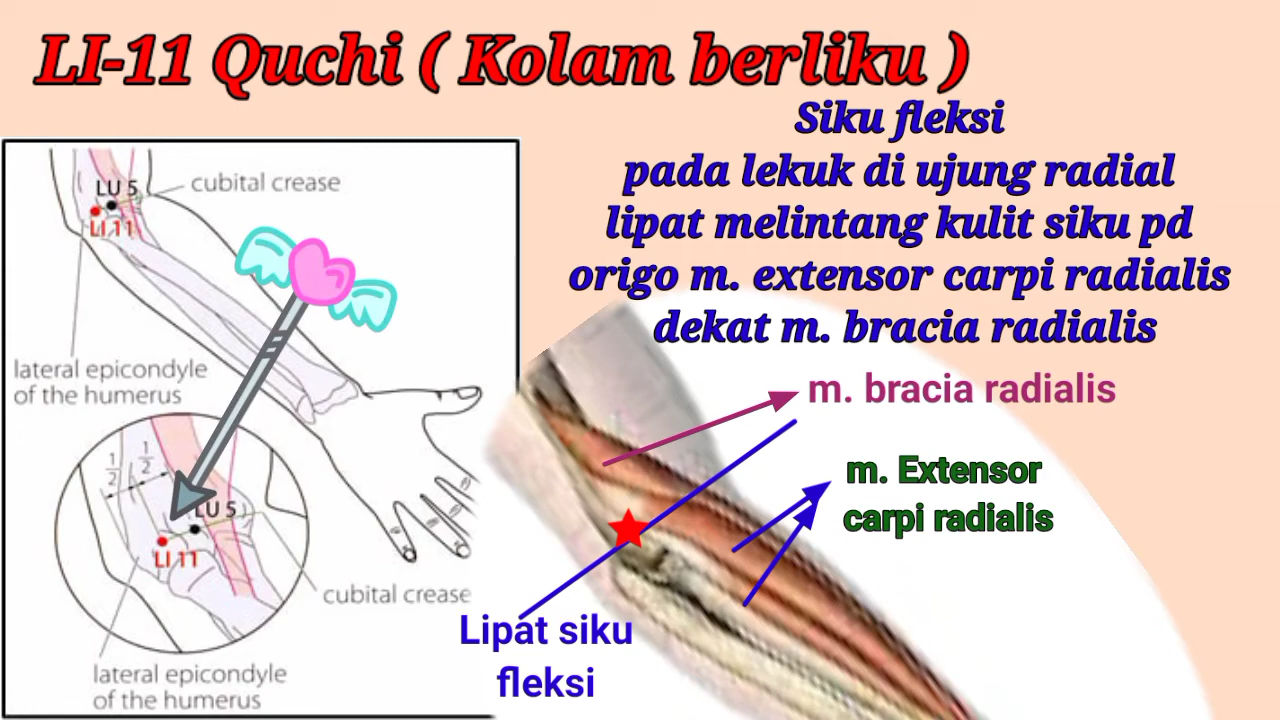 LI-11 Quchi ( Kolam berliku )
Siku fleksi
pada lekuk di ujung radial
lipat melintang kulit siku pd
origo m. extensor carpi radialis
dekat m. bracia radialis
LU 5
cubital crease
LI 11
lateral epicondyle
of the humerus
1/2
1/2
LU 5
LI 11
cubital crease
lateral epicondyle
of the humerus
m. bracia radialis
m. Extensor
carpi radialis
Lipat siku
fleksi